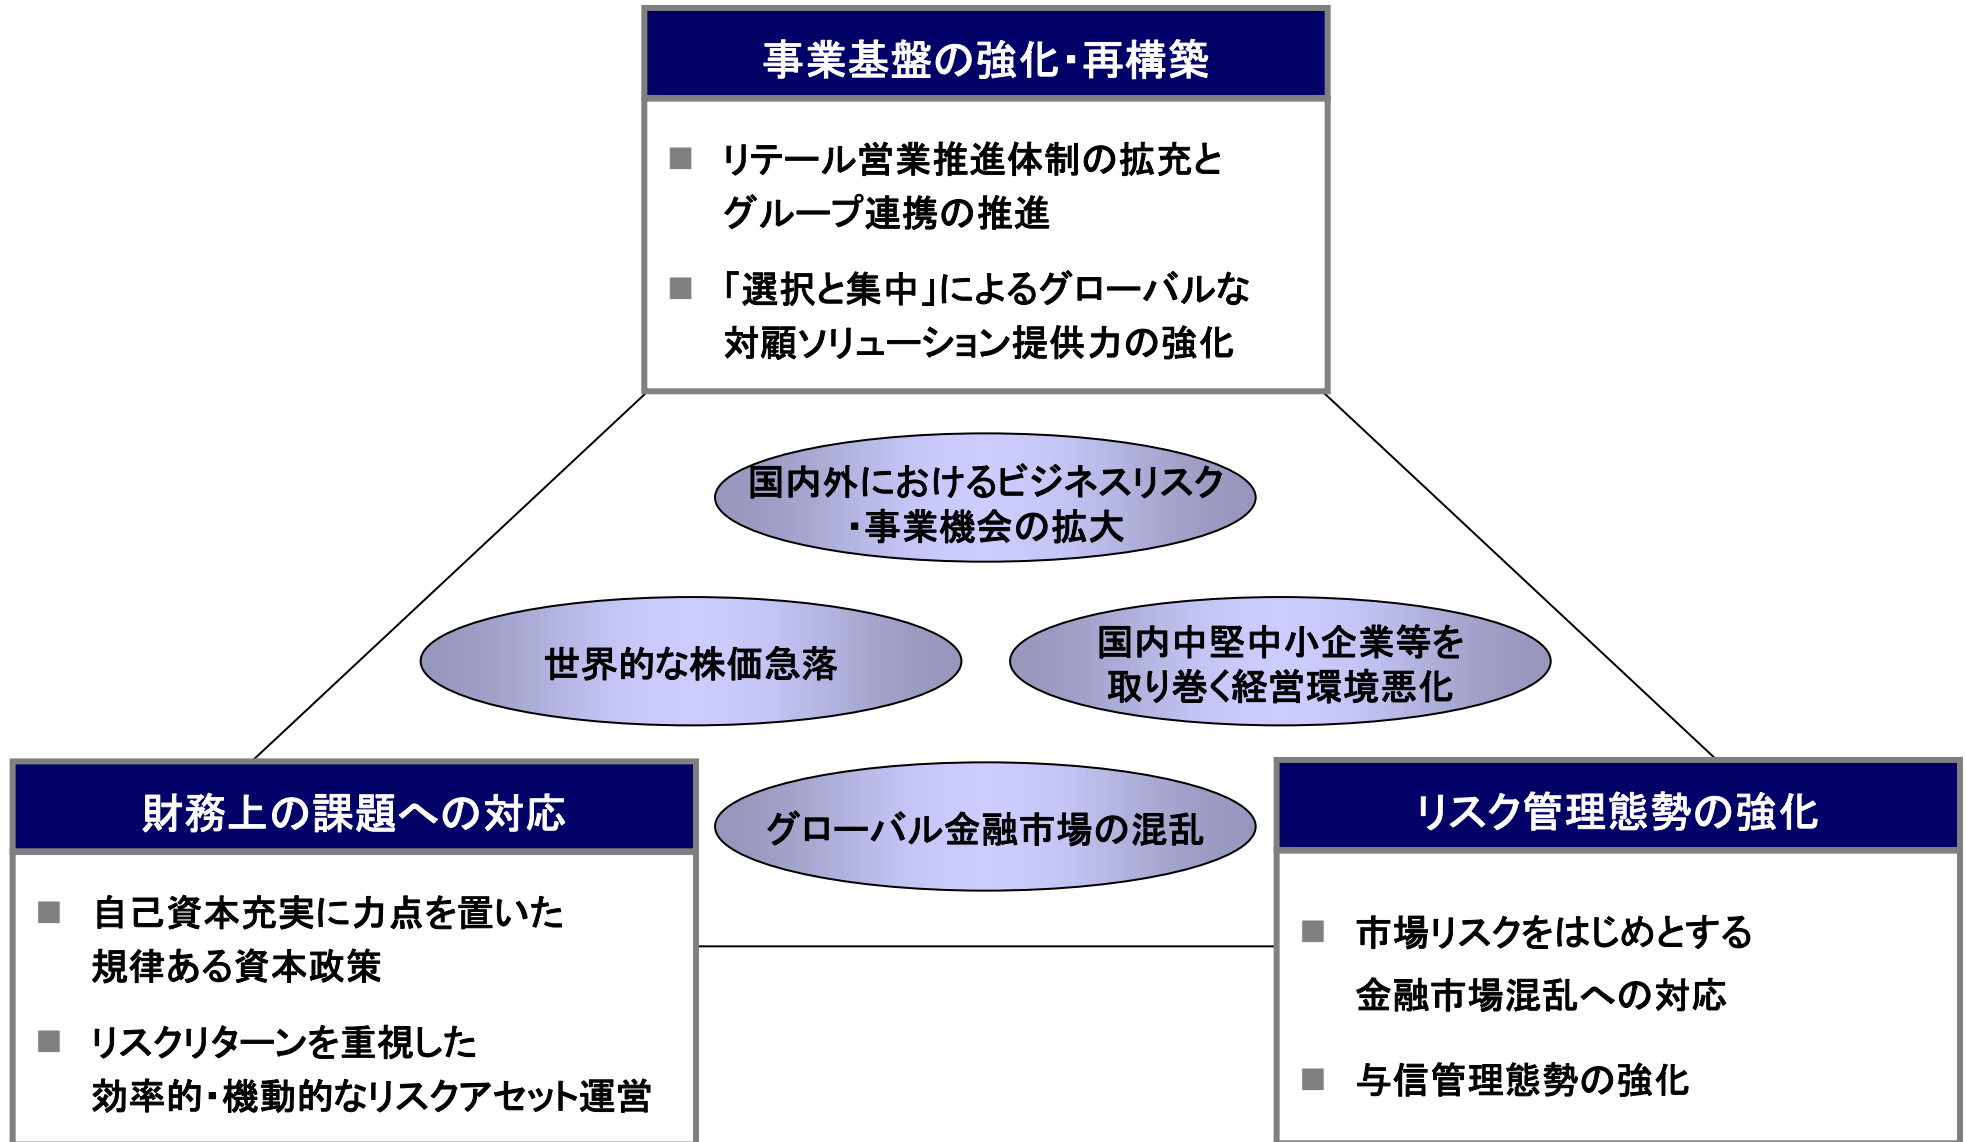 事業基盤の強化・再構築
■ リテール営業推進体制の拡充と
グループ連携の推進
■ 「選択と集中」によるグローバルな
対顧ソリューション提供力の強化
国内外におけるビジネスリスク
・事業機会の拡大
世界的な株価急落
国内中堅中小企業等を
取り巻く経営環境悪化
グローバル金融市場の混乱
財務上の課題への対応
■ 自己資本充実に力点を置いた
規律ある資本政策
■ リスクリターンを重視した
効率的・機動的なリスクアセット運営
リスク管理態勢の強化
■ 市場リスクをはじめとする
金融市場混乱への対応
■ 与信管理態勢の強化